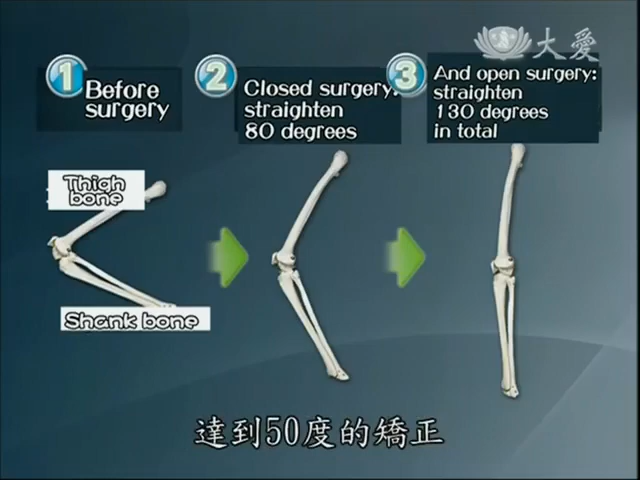 大愛
1
Before
surgery
2
Closed surgery:
straighten
80 degrees
3
And open surgery:
straighten
130 degrees
in total
Thigh
bone
Shank bone
達到50度的矯正